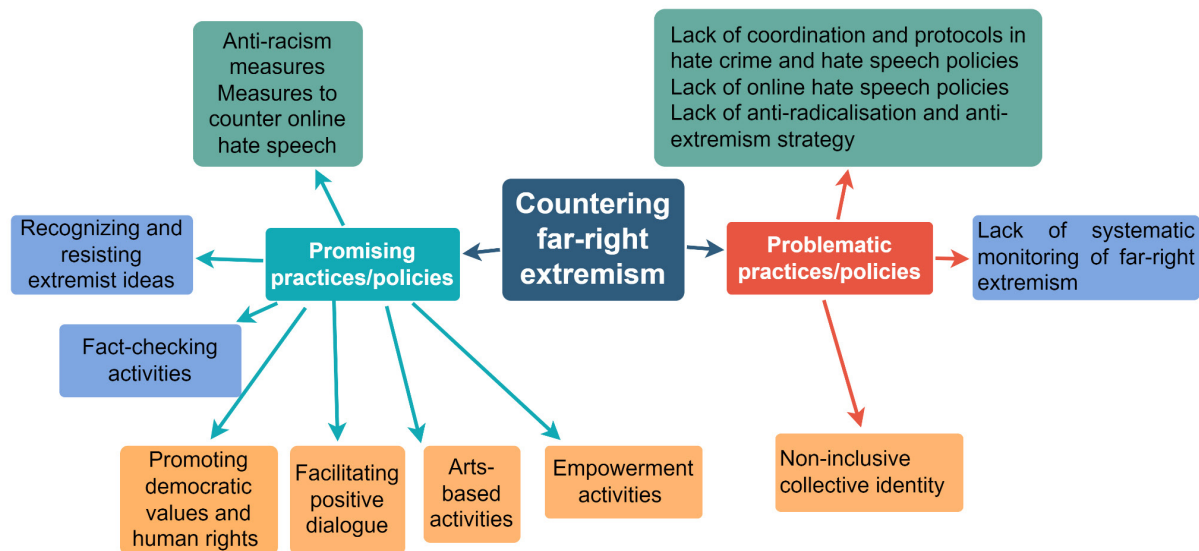 Anti-racism
measures
Measures to
counter online
hate speech
Lack of coordination and protocols in
hate crime and hate speech policies
Lack of online hate speech policies
Lack of anti-radicalisation and anti-
extremism strategy
Countering
far-right
extremism
Recognizing and
resisting
extremist ideas
Promising
practices/policies
Problematic
practices/policies
Lack of systematic
monitoring of far-right
extremism
Fact-checking
activities
Promoting
democratic
values and
human rights
Facilitating
positive
dialogue
Arts-
based
activities
Empowerment
activities
Non-inclusive
collective identity